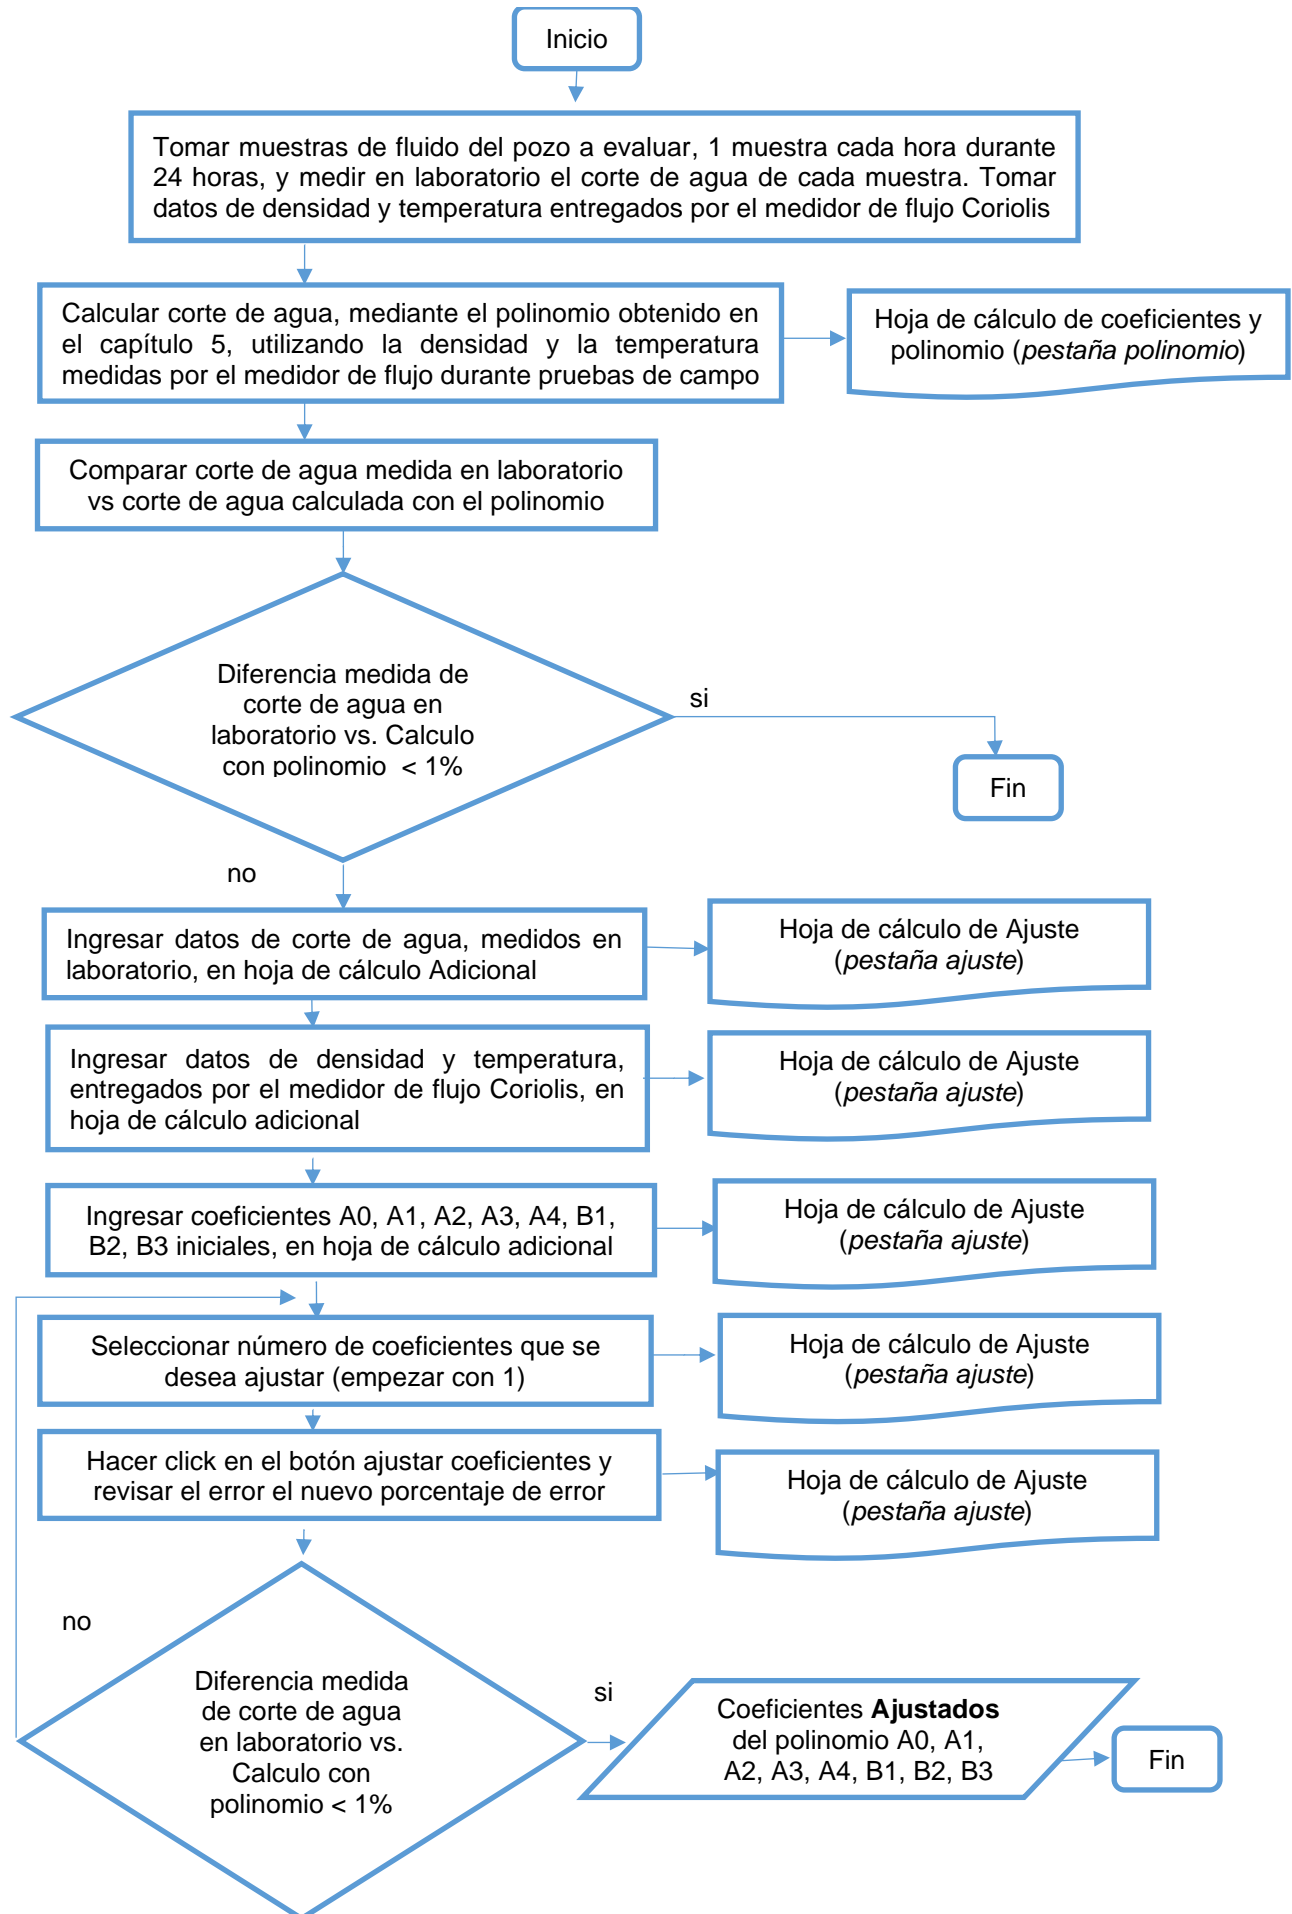 Inicio
Tomar muestras de fluido del pozo a evaluar, 1 muestra cada hora durante
24 horas, y medir en laboratorio el corte de agua de cada muestra. Tomar
datos de densidad y temperatura entregados por el medidor de flujo Coriolis
Calcular corte de agua, mediante el polinomio obtenido en
el capítulo 5, utilizando la densidad y la temperatura
medidas por el medidor de flujo durante pruebas de campo
Hoja de cálculo de coeficientes y
polinomio (pestaña polinomio)
Comparar corte de agua medida en laboratorio
vs corte de agua calculada con el polinomio
Diferencia medida de
corte de agua en
laboratorio vs. Calculo
con polinomio < 1%
si
Fin
no
Ingresar datos de corte de agua, medidos en
laboratorio, en hoja de cálculo Adicional
Hoja de cálculo de Ajuste
(pestaña ajuste)
Ingresar datos de densidad y temperatura,
entregados por el medidor de flujo Coriolis, en
hoja de cálculo adicional
Hoja de cálculo de Ajuste
(pestaña ajuste)
Ingresar coeficientes A0, A1, A2, A3, A4, B1,
B2, B3 iniciales, en hoja de cálculo adicional
Hoja de cálculo de Ajuste
(pestaña ajuste)
Seleccionar número de coeficientes que se
desea ajustar (empezar con 1)
Hoja de cálculo de Ajuste
(pestaña ajuste)
Hacer click en el botón ajustar coeficientes y
revisar el error el nuevo porcentaje de error
Hoja de cálculo de Ajuste
(pestaña ajuste)
no
Diferencia medida
de corte de agua
en laboratorio vs.
Calculo con
polinomio < 1%
si
Coeficientes Ajustados
del polinomio A0, A1,
A2, A3, A4, B1, B2, B3
Fin